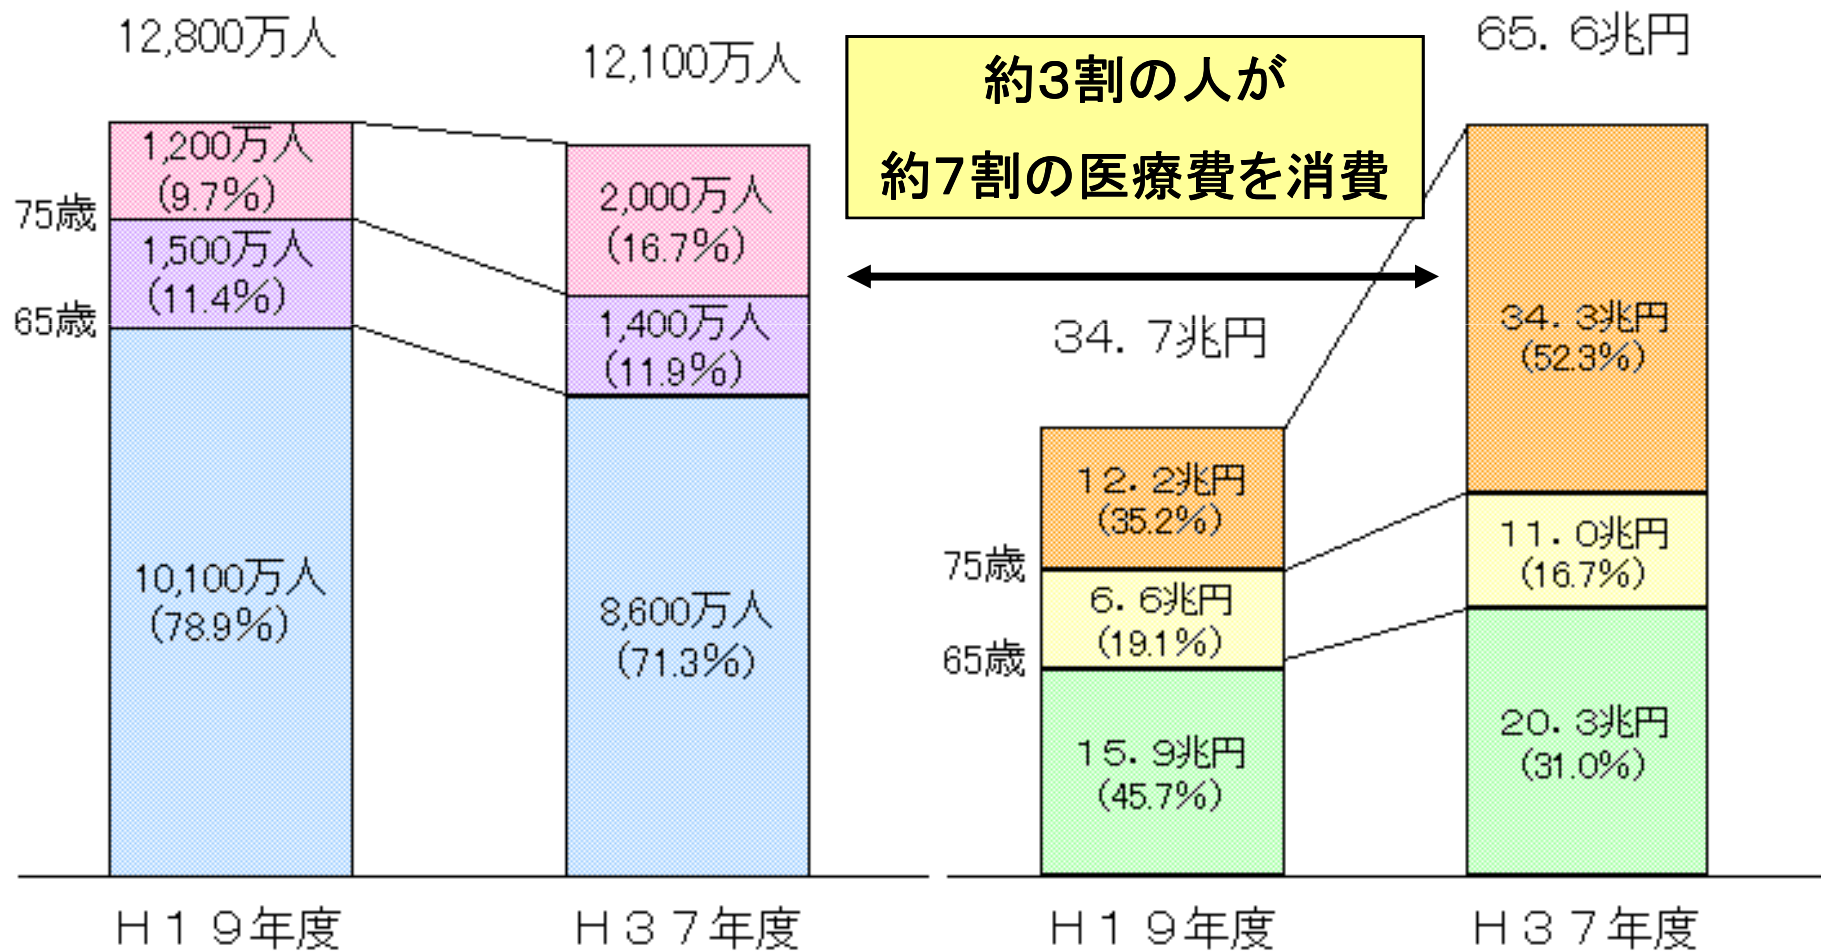 12,800万人
12,100万人
約3割の人が
約7割の医療費を消費
65．6兆円
1,200万人
(9.7%)
75歳
1,500万人
(11.4%)
65歳
10,100万人
(78.9%)
2,000万人
(16.7%)
1,400万人
(11.9%)
8,600万人
(71.3%)
H19年度
H37年度
34．7兆円
12．2兆円
(35.2%)
75歳
6．6兆円
(19.1%)
65歳
15．9兆円
(45.7%)
34．3兆円
(52.3%)
11．0兆円
(16.7%)
20．3兆円
(31.0%)
H19年度
H37年度